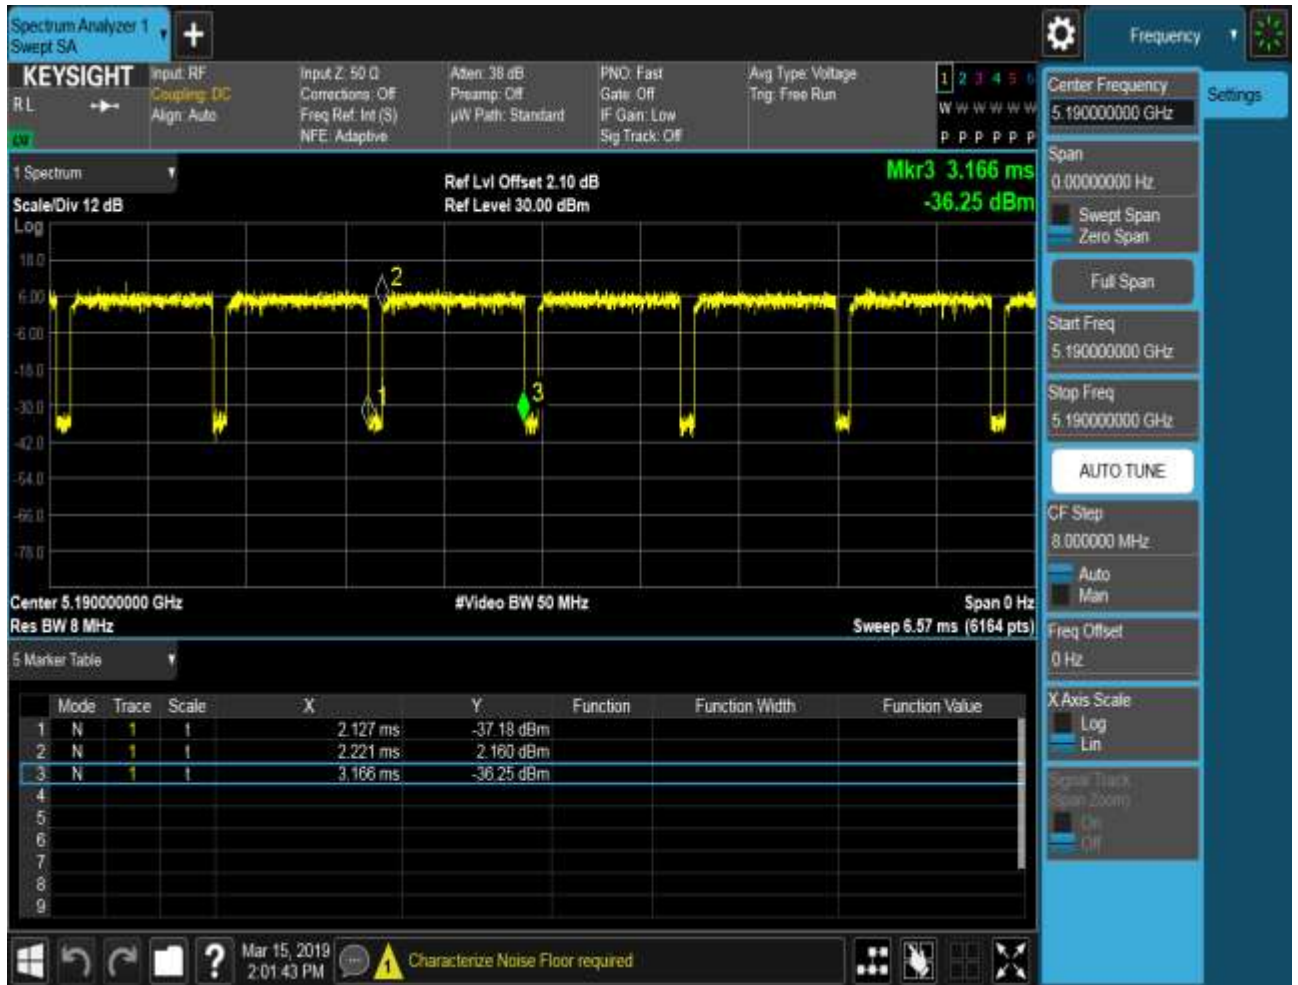 Spectrum Analyzer 1
Swept SA
+
Frequency
KEYSIGHT
RL
Input: RF
Coupling: DC
Align: Auto
Input Z: 50 Ω
Corrections: Off
Freq Ref: Int (S)
NFE: Adaptive
Atten: 38 dB
Preamp: Off
µW Path: Standard
PNO: Fast
Gate: Off
IF Gain: Low
Sig Track: Off
Avg Type: Voltage
Trig: Free Run
1 2 3 4 5 6
W W W W W W
P P P P P P
1 Spectrum
Scale/Div 12 dB
Log
Ref Lvl Offset 2.10 dB
Ref Level 30.00 dBm
Mkr3 3.166 ms
-36.25 dBm
18.0
6.00
-6.00
-18.0
-30.0
-42.0
-54.0
-66.0
-78.0
2
1
3
Center 5.190000000 GHz
#Video BW 50 MHz
Span 0 Hz
Res BW 8 MHz
Sweep 6.57 ms (6164 pts)
5 Marker Table
Mode Trace Scale X Y Function Function Width Function Value
1 N 1 t 2.127 ms -37.18 dBm
2 N 1 t 2.221 ms 2.160 dBm
3 N 1 t 3.166 ms -36.25 dBm
4
5
6
7
8
9
Mar 15, 2019
2:01:43 PM
?
1
Characterize Noise Floor required
Settings
Center Frequency
5.190000000 GHz
Span
0.00000000 Hz
Swept Span
Zero Span
Full Span
Start Freq
5.190000000 GHz
Stop Freq
5.190000000 GHz
AUTO TUNE
CF Step
8.000000 MHz
Auto
Man
Freq Offset
0 Hz
X Axis Scale
Log
Lin
Signal Track
(Span Zoom)
On
Off